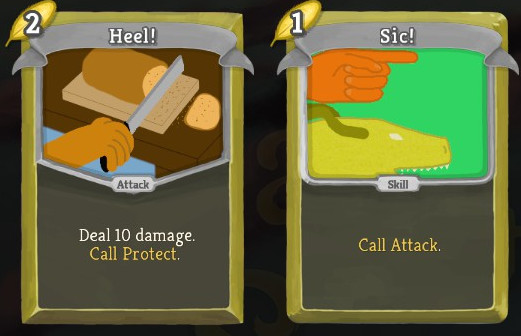 2
Heel!
Attack
Deal 10 damage.
Call Protect.
1
Sic!
Skill
Call Attack.